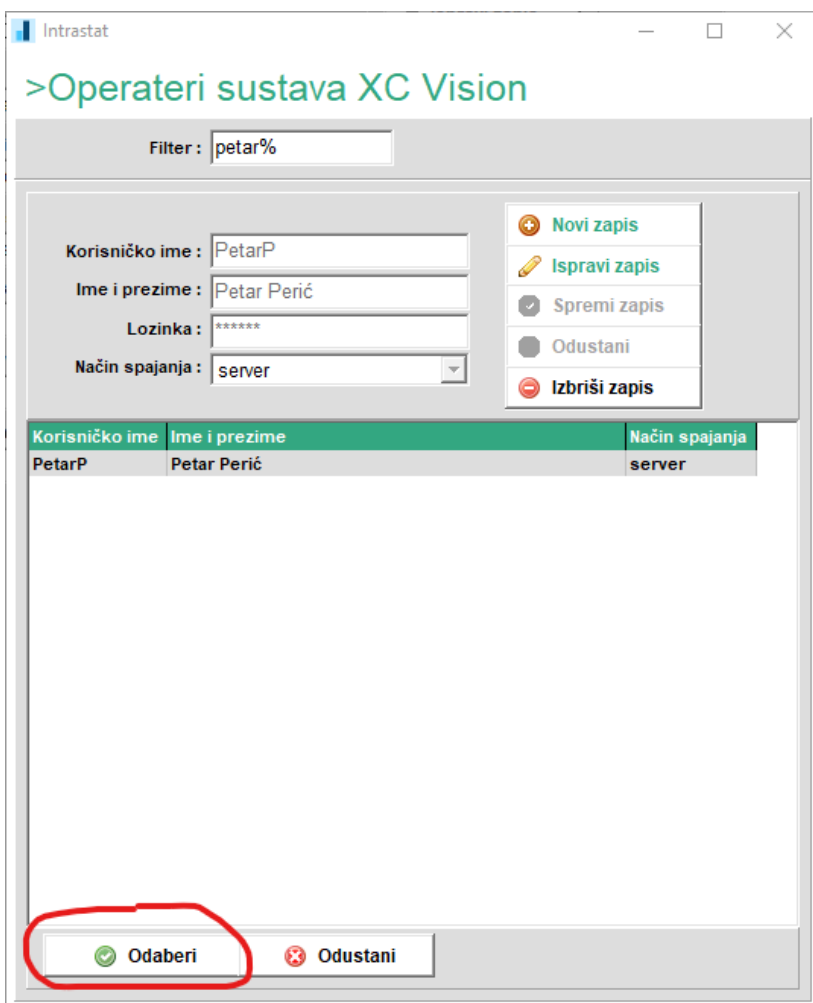 Intrastat
>Operateri sustava XC Vision
Filter : petar%
Korisničko ime : PetarP
Ime i prezime : Petar Perić
Lozinka : ******
Način spajanja : server
Novi zapis
Ispravi zapis
Spremi zapis
Odustani
Izbriši zapis
Korisničko ime Ime i prezime Način spajanja
PetarP Petar Perić server
Odaberi Odustani